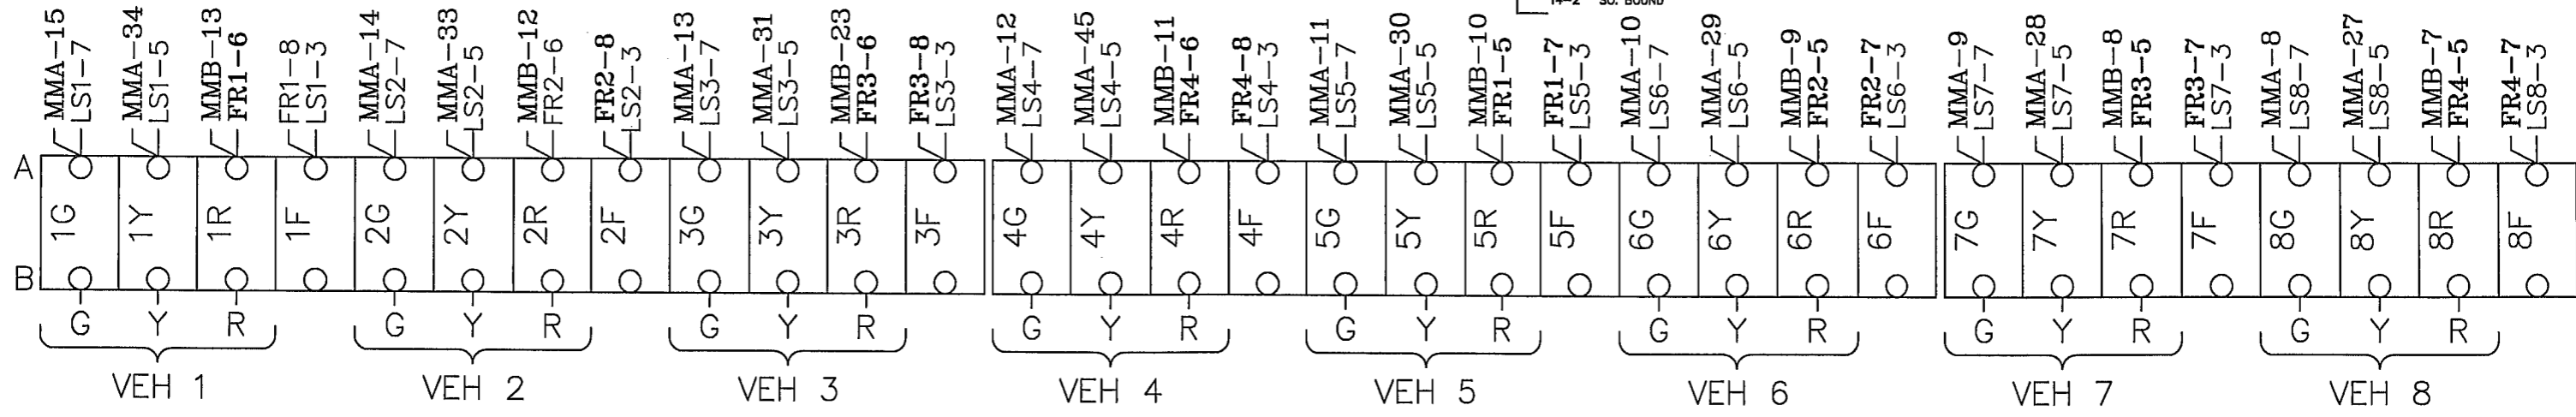 14-2 SO. BOUND
MMA-15
LS1-7
MMA-34
LS1-5
MMB-13
FR1-6
FR1-8
LS1-3
MMA-14
LS2-7
MMA-33
LS2-5
MMB-12
FR2-6
FR2-8
LS2-3
MMA-13
LS3-7
MMA-31
LS3-5
MMB-23
FR3-6
FR3-8
LS3-3
MMA-12
LS4-7
MMA-45
LS4-5
MMB-11
FR4-6
FR4-8
LS4-3
MMA-11
LS5-7
MMA-30
LS5-5
MMB-10
FR1-5
FR1-7
LS5-3
MMA-10
LS6-7
MMA-29
LS6-5
MMB-9
FR2-5
FR2-7
LS6-3
MMA-9
LS7-7
MMA-28
LS7-5
MMB-8
FR3-5
FR3-7
LS7-3
MMA-8
LS8-7
MMA-27
LS8-5
MMB-7
FR4-5
FR4-7
LS8-3
A
1G 1Y 1R 1F 2G 2Y 2R 2F 3G 3Y 3R 3F 4G 4Y 4R 4F 5G 5Y 5R 5F 6G 6Y 6R 6F 7G 7Y 7R 7F 8G 8Y 8R 8F
B
G Y R G Y R G Y R G Y R G Y R G Y R G Y R G Y R
VEH 1 VEH 2 VEH 3 VEH 4 VEH 5 VEH 6 VEH 7 VEH 8